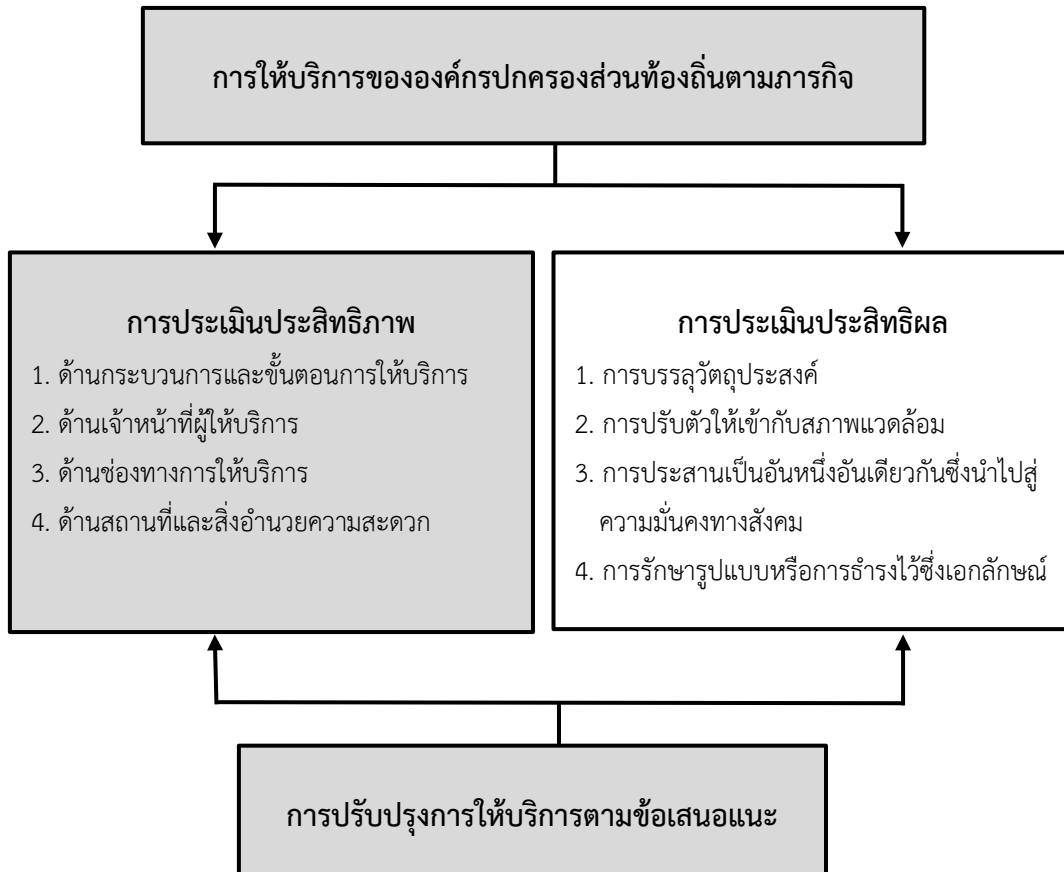 การให้บริการขององค์กรปกครองส่วนท้องถิ่นตามภารกิจ
การประเมินประสิทธิภาพ
1. ด้านกระบวนการและขั้นตอนการให้บริการ
2. ด้านเจ้าหน้าที่ผู้ให้บริการ
3. ด้านช่องทางการให้บริการ
4. ด้านสถานที่และสิ่งอำนวยความสะดวก
การประเมินประสิทธิผล
1. การบรรลุวัตถุประสงค์
2. การปรับตัวให้เข้ากับสภาพแวดล้อม
3. การประสานเป็นอันหนึ่งอันเดียวกันซึ่งนำไปสู่
ความมั่นคงทางสังคม
4. การรักษารูปแบบหรือการธำรงไว้ซึ่งเอกลักษณ์
การปรับปรุงการให้บริการตามข้อเสนอแนะ